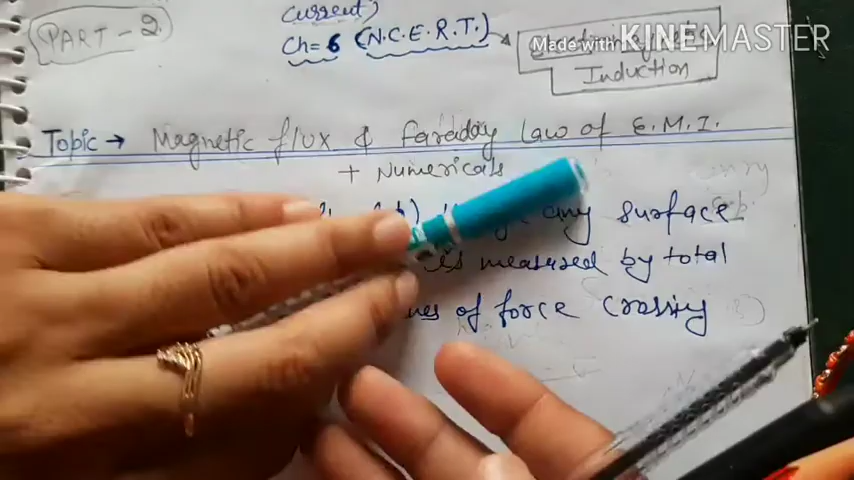 PART - 2.
Current)
Ch= 6 (N.C.E.R.T.)
Made with KINEMASTER
Induction
Topic → Magnetic flux & faraday Law of E.M.I.
+ Numericals
any surface
is measured by total
of force crossing